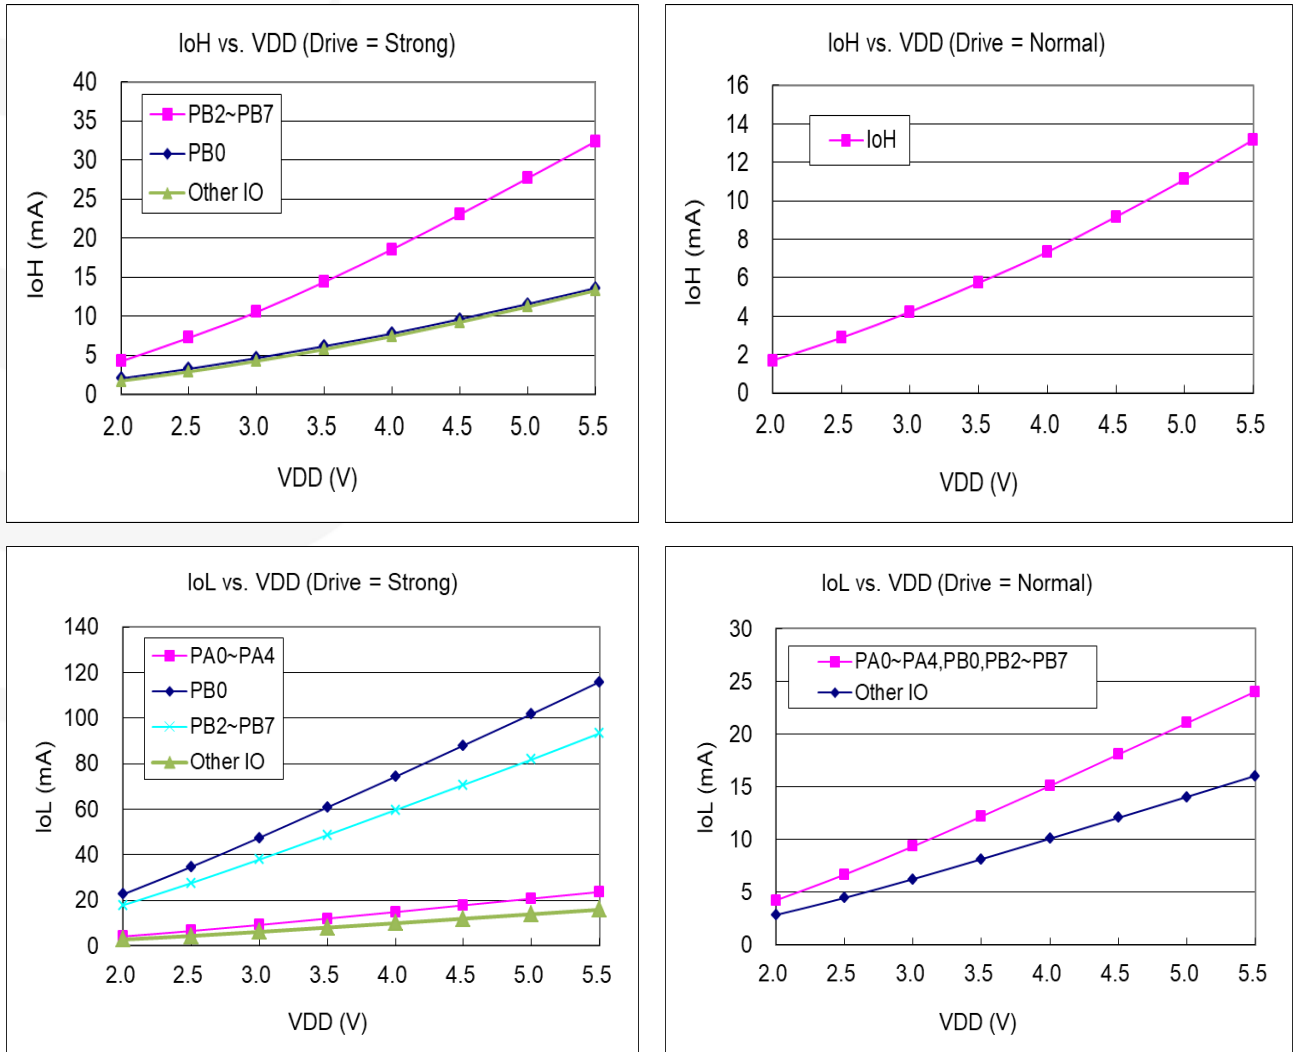 IoH vs. VDD (Drive = Strong)
40
35
30
25
20
15
10
5
0
PB2~PB7
PB0
Other IO
IoH (mA)
2.0 2.5 3.0 3.5 4.0 4.5 5.0 5.5
VDD (V)
IoH vs. VDD (Drive = Normal)
16
14
12
10
8
6
4
2
0
IoH
IoH (mA)
2.0 2.5 3.0 3.5 4.0 4.5 5.0 5.5
VDD (V)
IoL vs. VDD (Drive = Strong)
140
120
100
80
60
40
20
0
PA0~PA4
PB0
PB2~PB7
Other IO
IoL (mA)
2.0 2.5 3.0 3.5 4.0 4.5 5.0 5.5
VDD (V)
IoL vs. VDD (Drive = Normal)
30
25
20
15
10
5
0
PA0~PA4,PB0,PB2~PB7
Other IO
IoL (mA)
2.0 2.5 3.0 3.5 4.0 4.5 5.0 5.5
VDD (V)